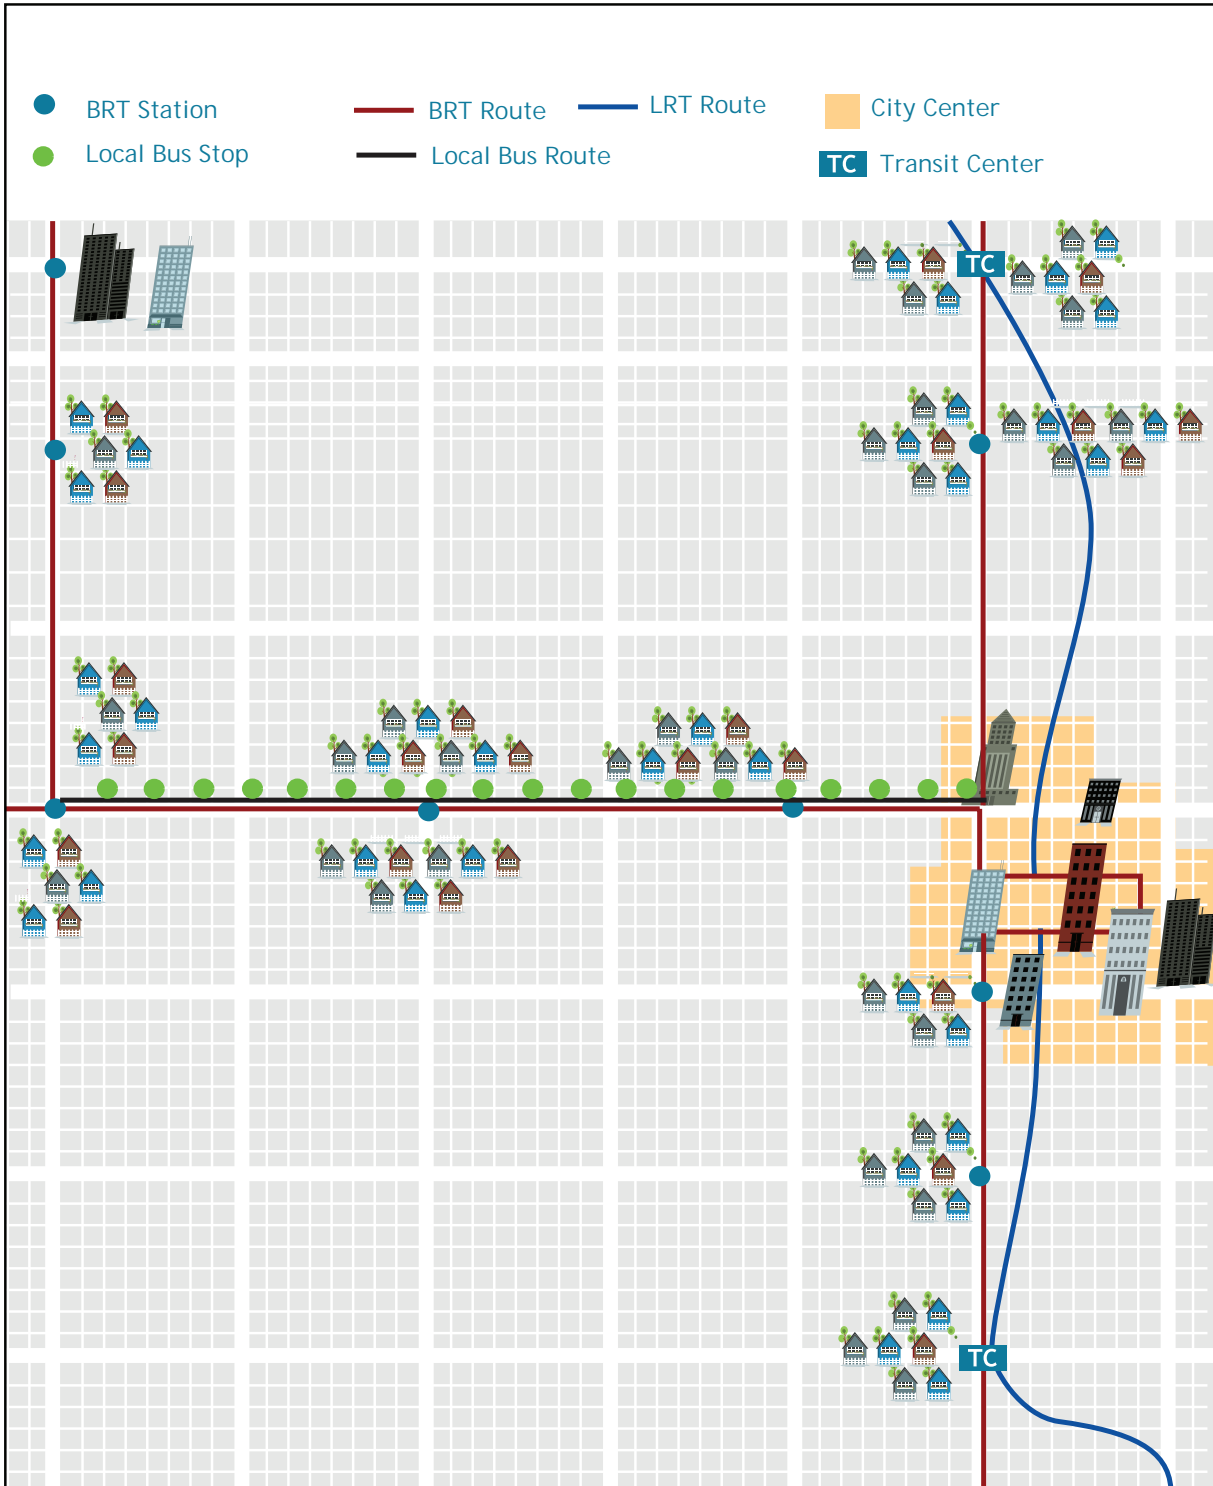 BRT Station
BRT Route
LRT Route
City Center
Local Bus Stop
Local Bus Route
TC Transit Center
TC
TC